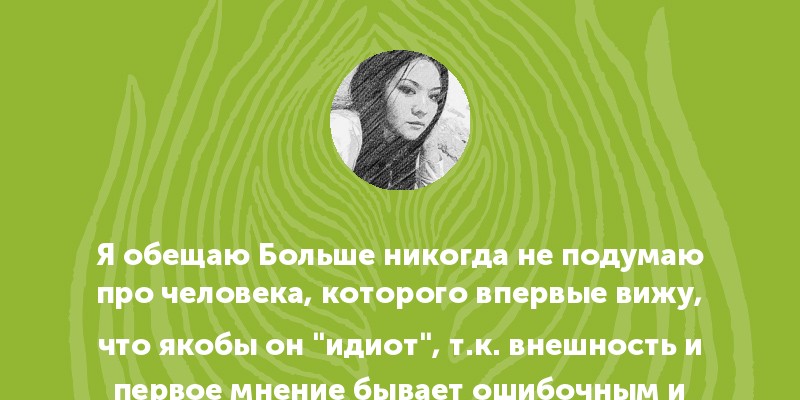 Я обещаю Больше никогда не подумаю
про человека, которого впервые вижу,
что якобы он "идиот", т.к. внешность и
первое мнение бывает ошибочным и